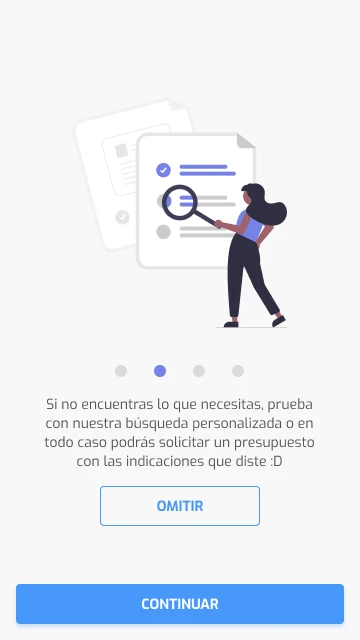 Si no encuentras lo que necesitas, prueba
con nuestra búsqueda personalizada o en
todo caso podrás solicitar un presupuesto
con las indicaciones que diste :D
OMITIR
CONTINUAR